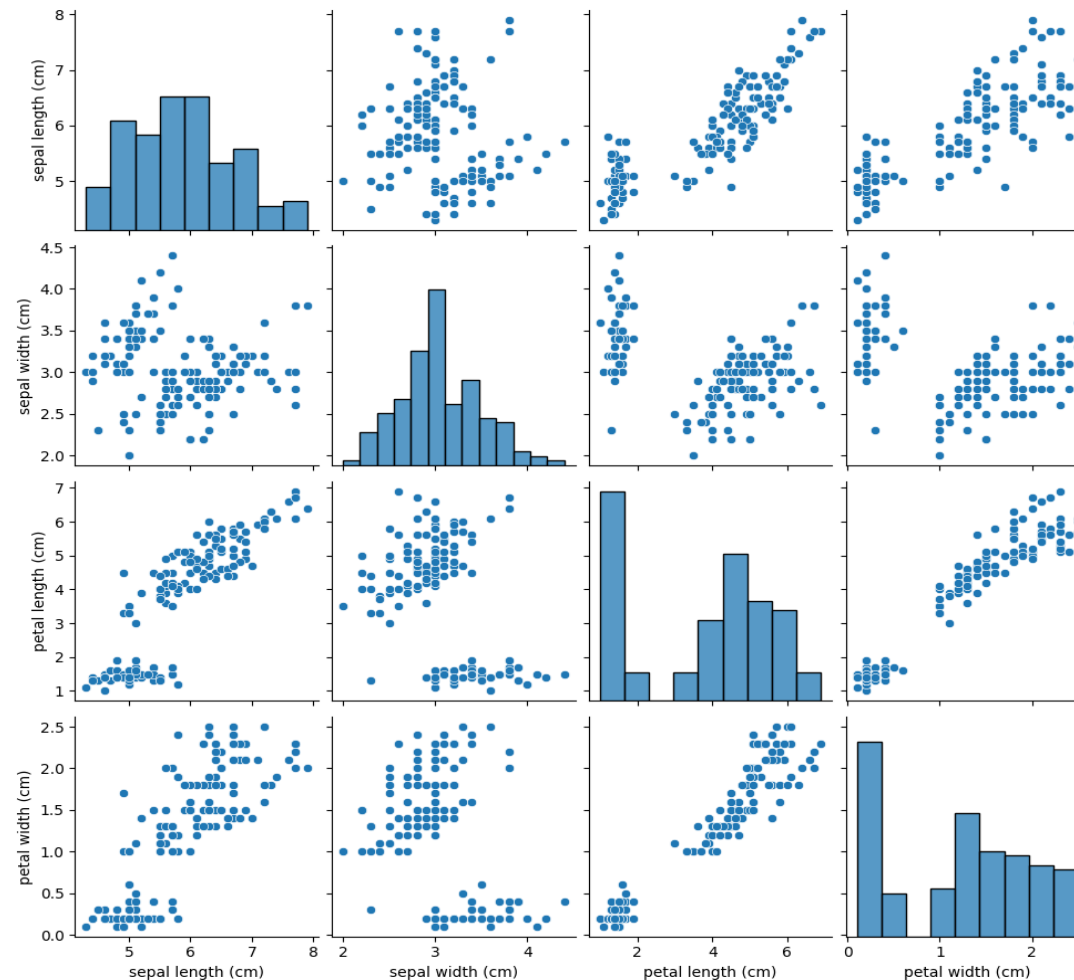 8
7
6
5
sepal length (cm)
4.5
4.0
3.5
3.0
2.5
2.0
sepal width (cm)
7
6
5
4
3
2
1
petal length (cm)
2.5
2.0
1.5
1.0
0.5
0.0
petal width (cm)
5 6 7 8
2 3 4
2 4 6
0 1 2
sepal length (cm)
sepal width (cm)
petal length (cm)
petal width (cm)